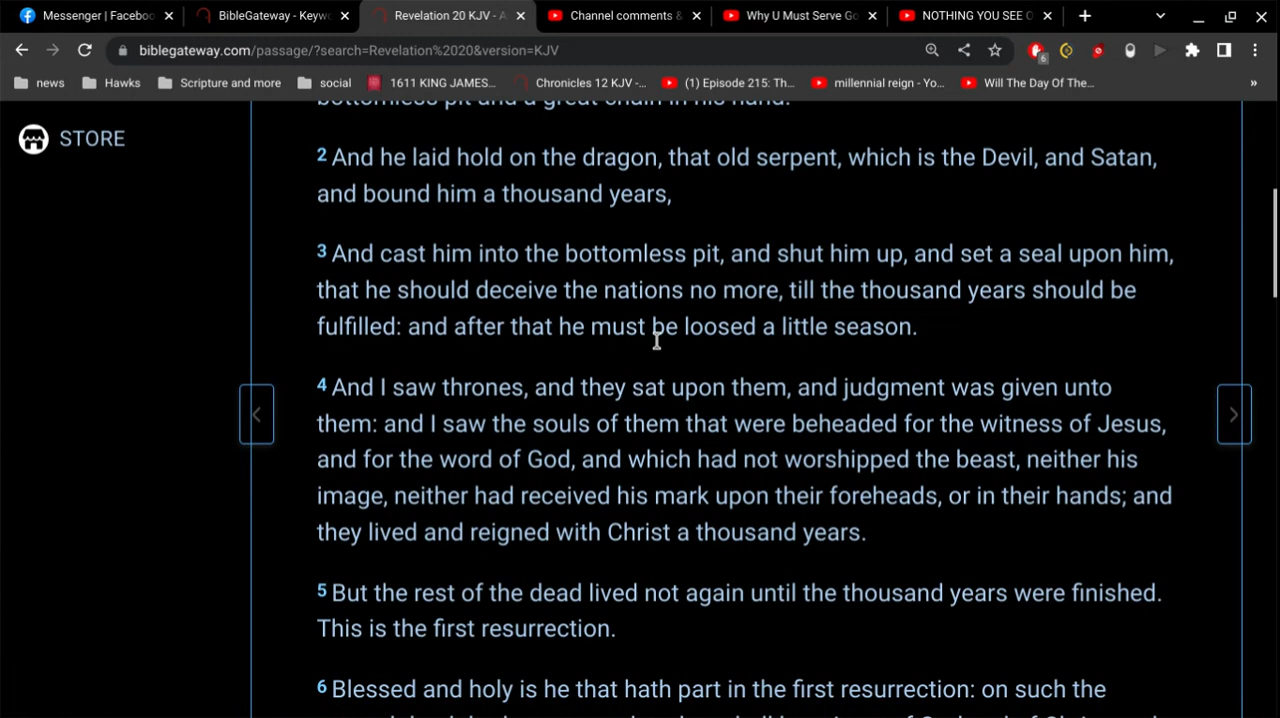 Messenger | Faceboo
BibleGateway - Keyw
Revelation 20 KJV - A
Channel comments &
Why U Must Serve Go
NOTHING YOU SEE O
biblegateway.com/passage/?search=Revelation%2020&version=KJV
6
news
Hawks
Scripture and more
social
1611 KING JAMES...
Chronicles 12 KJV -...
(1) Episode 215: Th...
millennial reign - Yo...
Will The Day Of The...
»
STORE
bottomless pit and a great chain in his hand.
2 And he laid hold on the dragon, that old serpent, which is the Devil, and Satan,
and bound him a thousand years,
3 And cast him into the bottomless pit, and shut him up, and set a seal upon him,
that he should deceive the nations no more, till the thousand years should be
fulfilled: and after that he must be loosed a little season.
4 And I saw thrones, and they sat upon them, and judgment was given unto
them: and I saw the souls of them that were beheaded for the witness of Jesus,
and for the word of God, and which had not worshipped the beast, neither his
image, neither had received his mark upon their foreheads, or in their hands; and
they lived and reigned with Christ a thousand years.
5 But the rest of the dead lived not again until the thousand years were finished.
This is the first resurrection.
6 Blessed and holy is he that hath part in the first resurrection: on such the